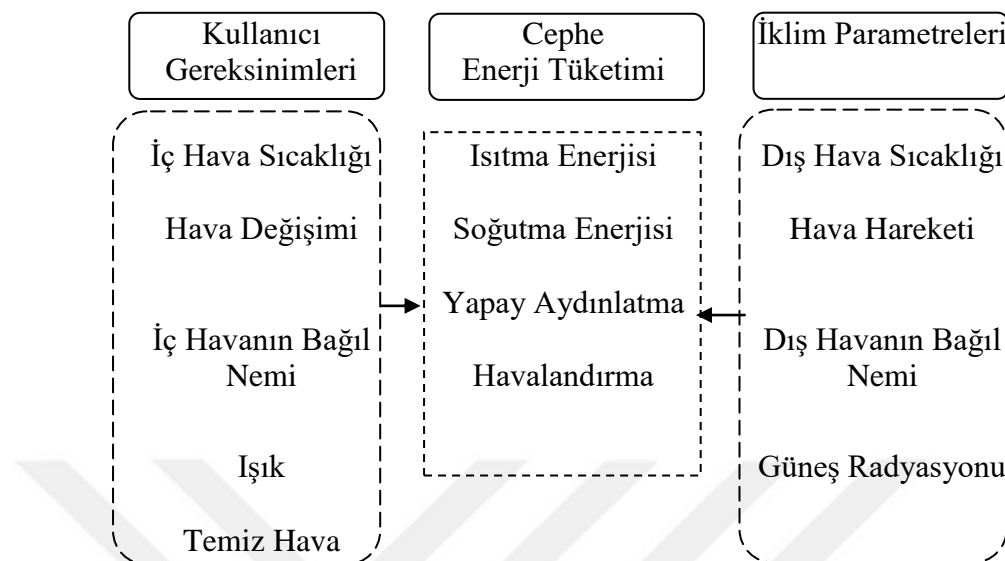 Kullanıcı
Gereksinimleri
İç Hava Sıcaklığı
Hava Değişimi
İç Havanın Bağıl
Nemi
Işık
Temiz Hava
Cephe
Enerji Tüketimi
Isıtma Enerjisi
Soğutma Enerjisi
Yapay Aydınlatma
Havalandırma
İklim Parametreleri
Dış Hava Sıcaklığı
Hava Hareketi
Dış Havanın Bağıl
Nemi
Güneş Radyasyonu